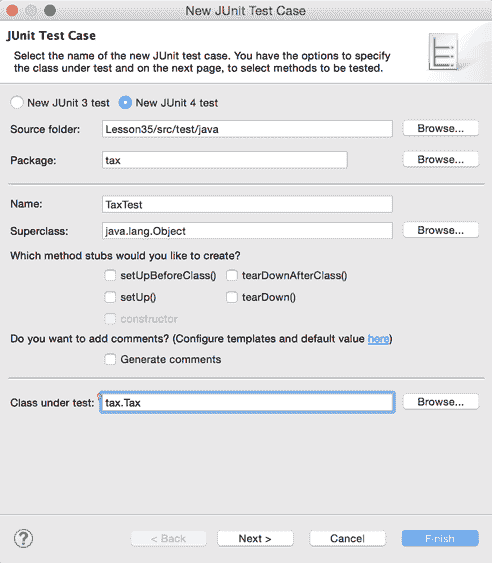 New JUnit Test Case
JUnit Test Case
Select the name of the new JUnit test case. You have the options to specify
the class under test and on the next page, to select methods to be tested.
New JUnit 3 test New JUnit 4 test
Source folder: Lesson35/src/test/java Browse...
Package: tax Browse...
Name: TaxTest
Superclass: java.lang.Object
Which method stubs would you like to create?
setUpBeforeClass() tearDownAfterClass()
setUp() tearDown()
constructor
Do you want to add comments? (Configure templates and default value here)
Generate comments
Class under test: tax.Tax Browse...
? < Back Next > Cancel Finish